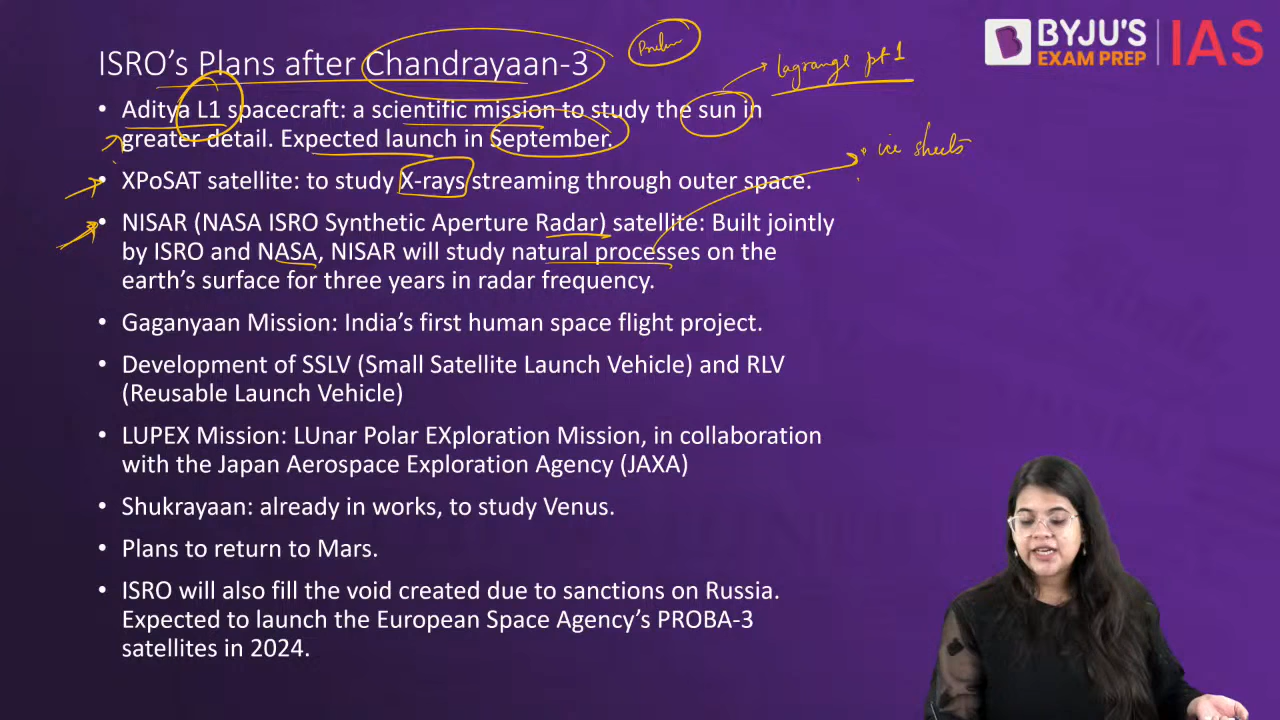 ISRO's Plans after Chandrayaan-3
Prelims
lagrange pt 1
BYJU'S
EXAM PREP
IAS
• Aditya L1 spacecraft: a scientific mission to study the sun in
greater detail. Expected launch in September.
• ice sheets
• XPoSAT satellite: to study X-rays streaming through outer space.
• NISAR (NASA ISRO Synthetic Aperture Radar) satellite: Built jointly
by ISRO and NASA, NISAR will study natural processes on the
earth's surface for three years in radar frequency.
• Gaganyaan Mission: India's first human space flight project.
• Development of SSLV (Small Satellite Launch Vehicle) and RLV
(Reusable Launch Vehicle)
• LUPEX Mission: LUnar Polar EXploration Mission, in collaboration
with the Japan Aerospace Exploration Agency (JAXA)
• Shukrayaan: already in works, to study Venus.
• Plans to return to Mars.
• ISRO will also fill the void created due to sanctions on Russia.
Expected to launch the European Space Agency's PROBA-3
satellites in 2024.